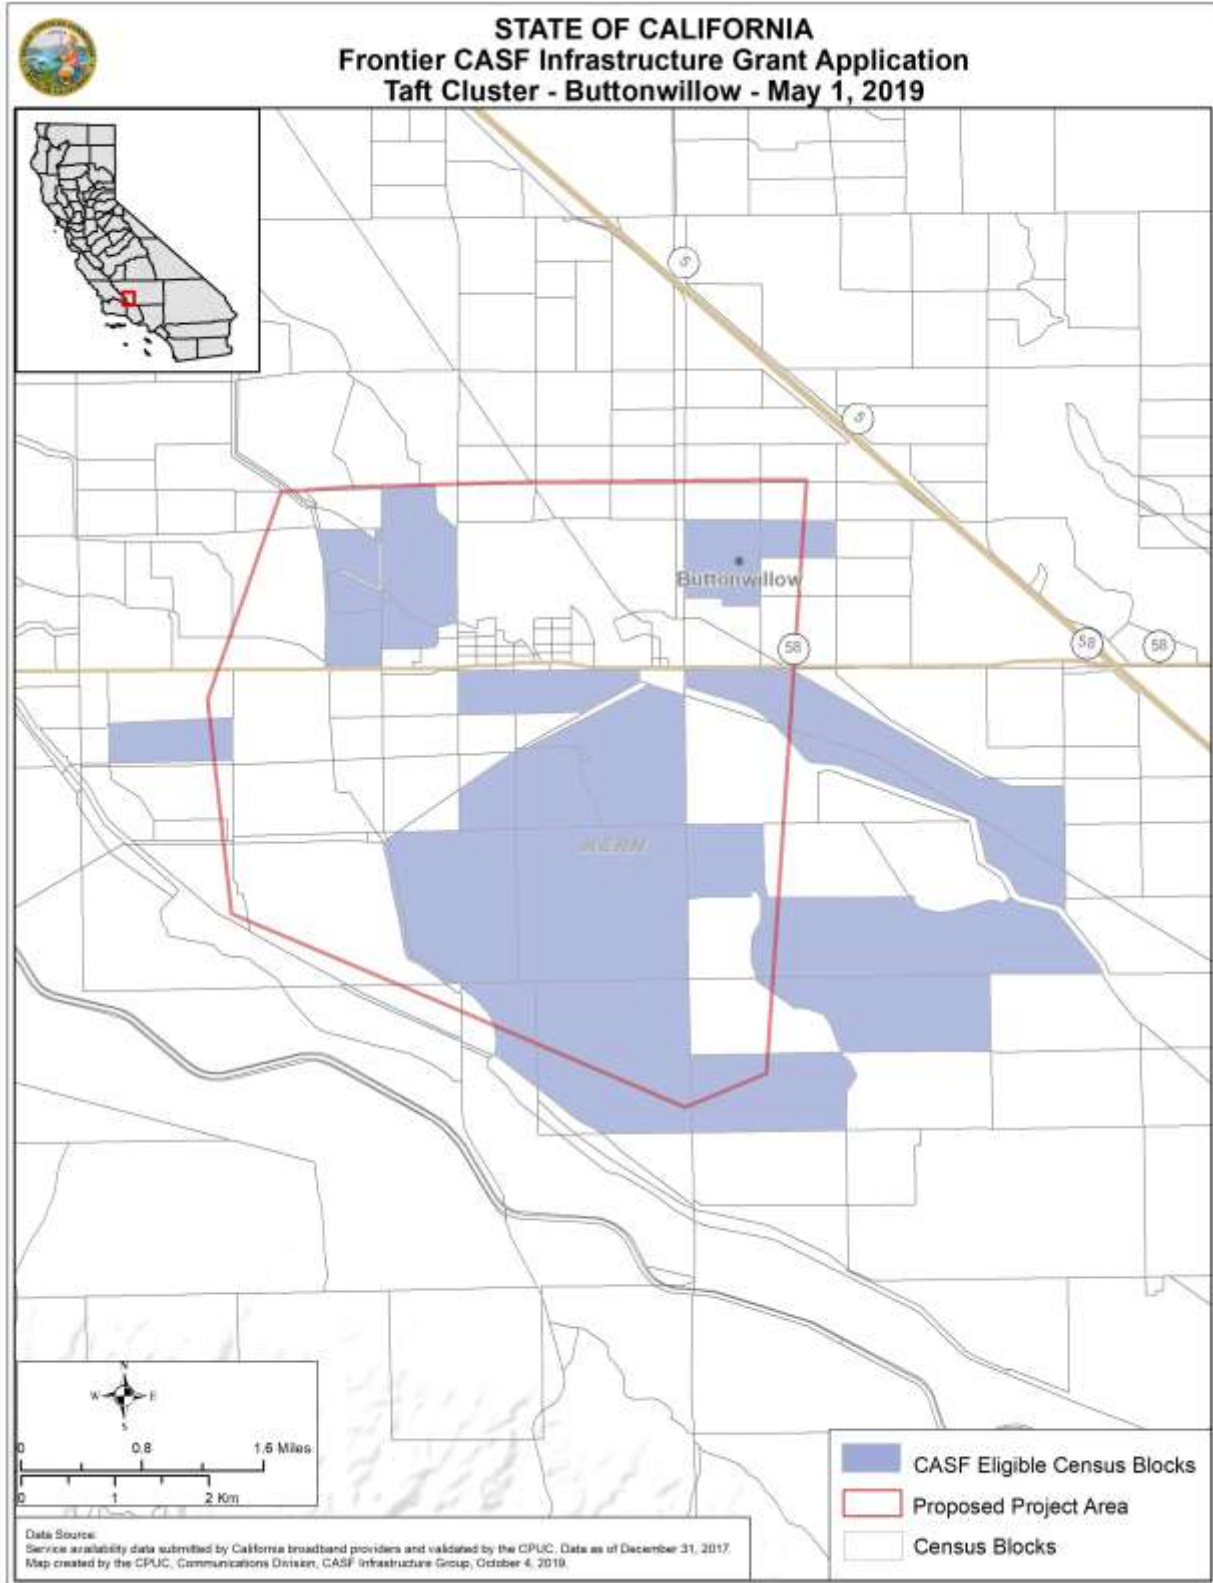 STATE OF CALIFORNIA
Frontier CASF Infrastructure Grant Application
Taft Cluster - Buttonwillow - May 1, 2019
5
5
Buttonwillow
58
58
58
KERN
N
W E
S
0 0.8 1.6 Miles
0 1 2 Km
CASF Eligible Census Blocks
Proposed Project Area
Census Blocks
Data Source:
Service availability data submitted by California broadband providers and validated by the CPUC. Data as of December 31, 2017.
Map created by the CPUC, Communications Division, CASF Infrastructure Group, October 4, 2019.